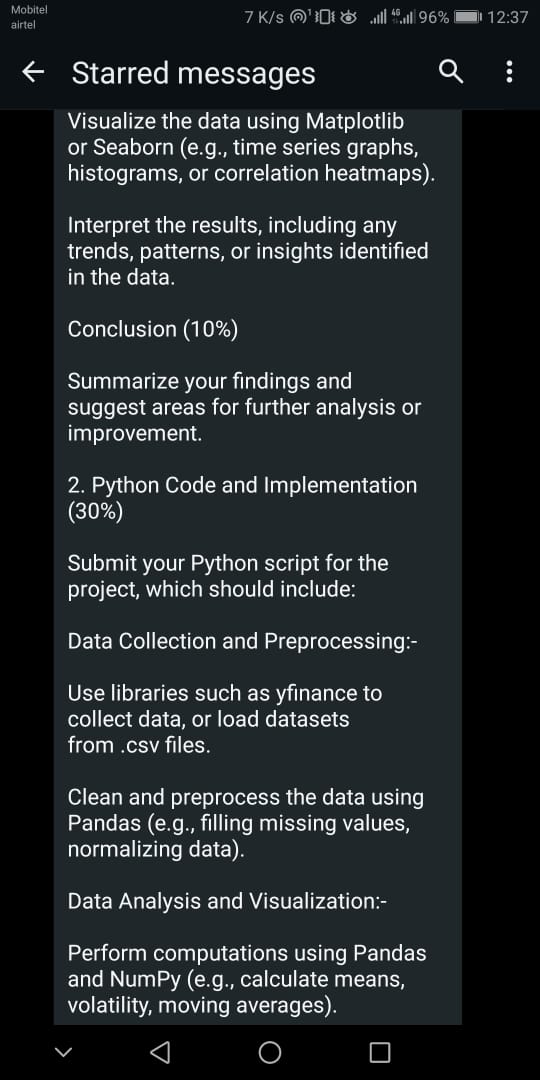 Mobitel
airtel
7 K/s 4G 96% 12:37
Starred messages
Visualize the data using Matplotlib
or Seaborn (e.g., time series graphs,
histograms, or correlation heatmaps).
Interpret the results, including any
trends, patterns, or insights identified
in the data.
Conclusion (10%)
Summarize your findings and
suggest areas for further analysis or
improvement.
2. Python Code and Implementation
(30%)
Submit your Python script for the
project, which should include:
Data Collection and Preprocessing:-
Use libraries such as yfinance to
collect data, or load datasets
from .csv files.
Clean and preprocess the data using
Pandas (e.g., filling missing values,
normalizing data).
Data Analysis and Visualization:-
Perform computations using Pandas
and NumPy (e.g., calculate means,
volatility, moving averages).